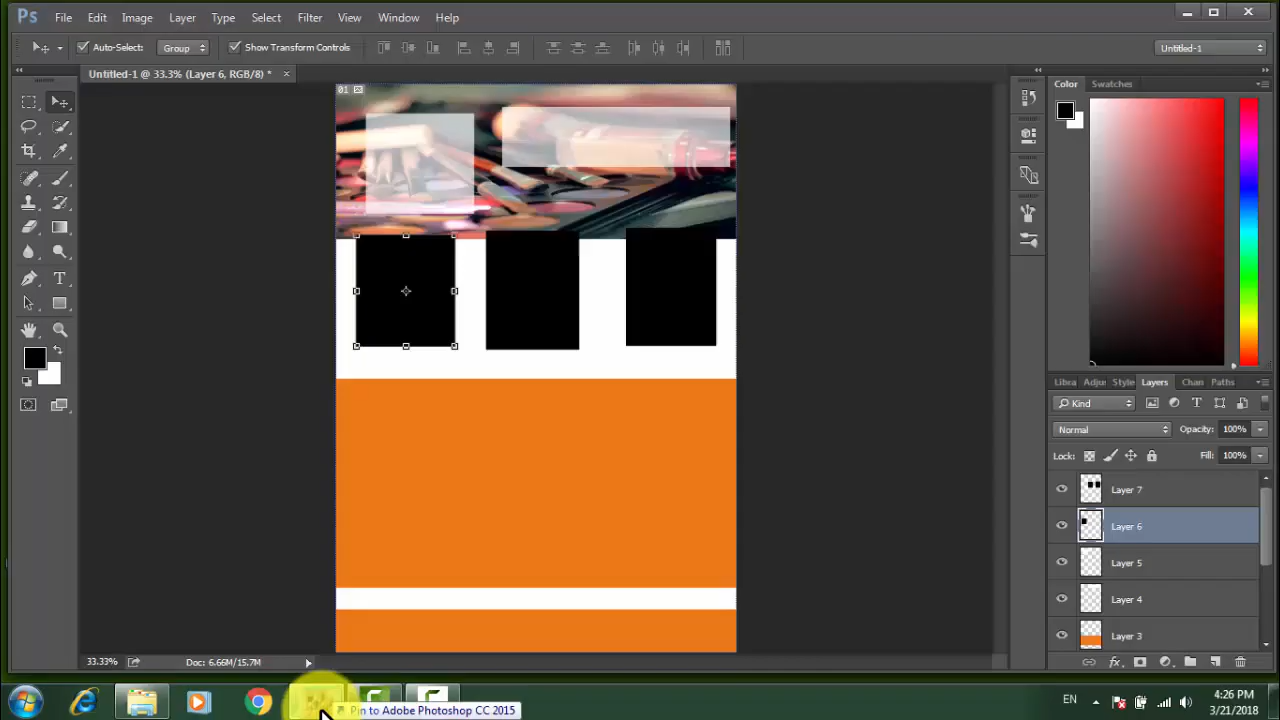 Ps File Edit Image Layer Type Select Filter View Window Help
Auto-Select: Group Show Transform Controls Untitled-1
Untitled-1 @ 33.3% (Layer 6, RGB/8) *
01
Color Swatches
Libra Adju Style Layers Chan Paths
Kind
Normal Opacity: 100%
Lock: Fill: 100%
Layer 7
Layer 6
Layer 5
Layer 4
Layer 3
33.33% Doc: 6.66M/15.7M
Pin to Adobe Photoshop CC 2015
EN
4:26 PM
3/21/2018